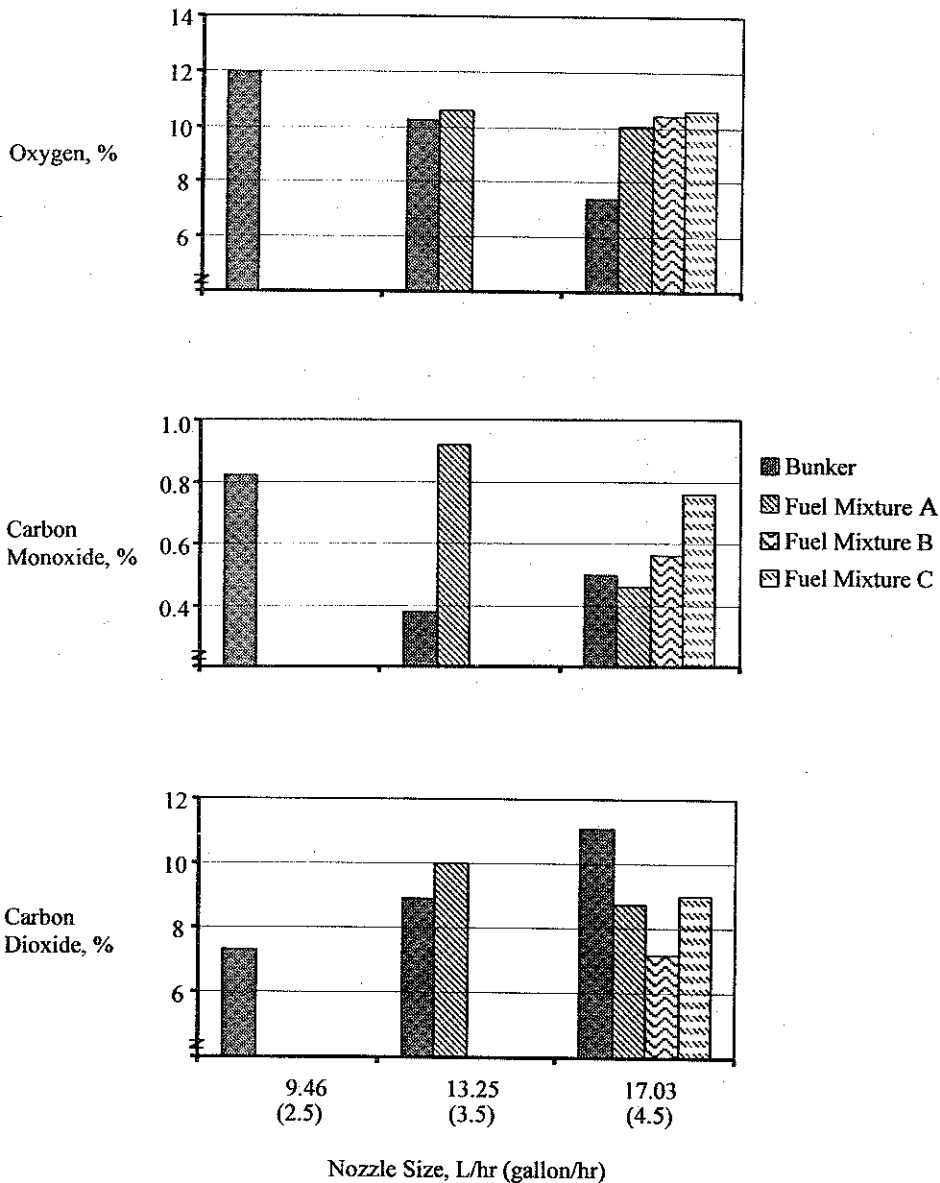 14
12
10
8
6
Oxygen, %
1.0
0.8
0.6
0.4
Carbon
Monoxide, %
Bunker
Fuel Mixture A
Fuel Mixture B
Fuel Mixture C
12
10
8
6
Carbon
Dioxide, %
9.46 13.25 17.03
(2.5) (3.5) (4.5)
Nozzle Size, L/hr (gallon/hr)